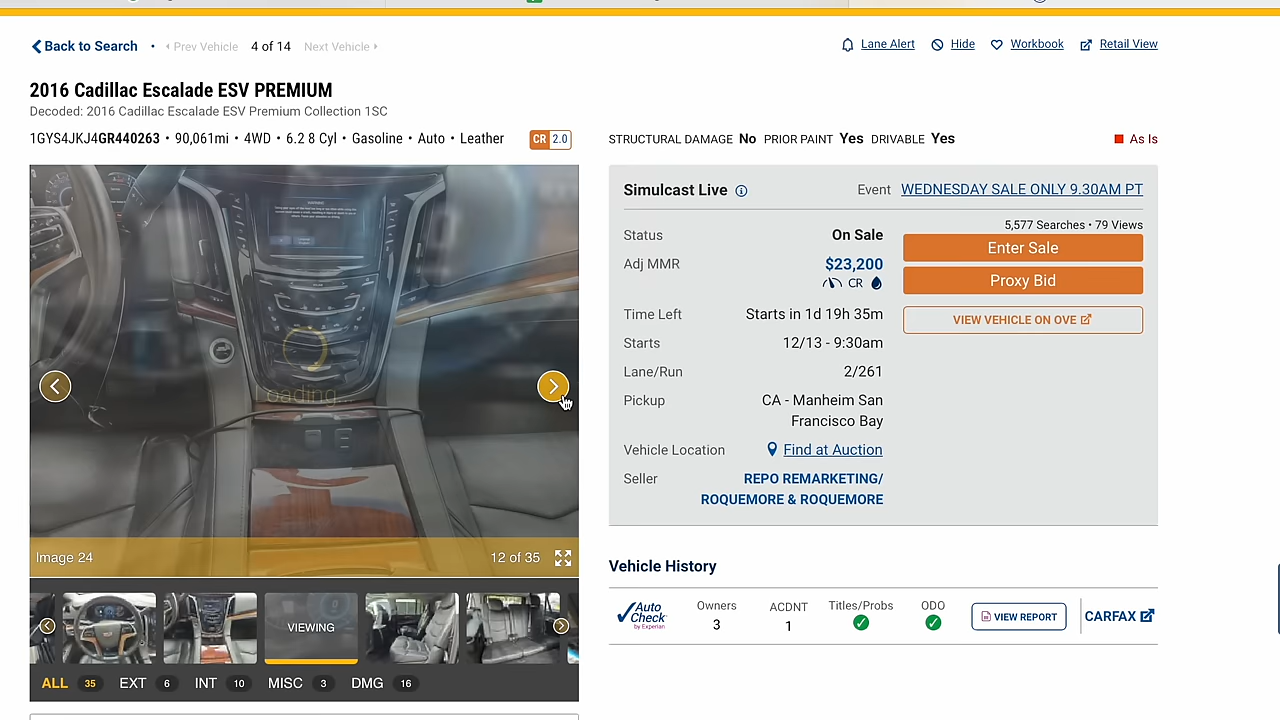 Back to Search • Prev Vehicle 4 of 14 Next Vehicle
Lane Alert Hide Workbook Retail View
2016 Cadillac Escalade ESV PREMIUM
Decoded: 2016 Cadillac Escalade ESV Premium Collection 1SC
1GYS4JKJ4GR440263 • 90,061mi • 4WD • 6.2 8 Cyl • Gasoline • Auto • Leather CR 2.0
STRUCTURAL DAMAGE No PRIOR PAINT Yes DRIVABLE Yes As Is
Loading...
Image 24 12 of 35
VIEWING
ALL 35 EXT 6 INT 10 MISC 3 DMG 16
Simulcast Live Event WEDNESDAY SALE ONLY 9.30AM PT
5,577 Searches • 79 Views
Status On Sale
Enter Sale
Adj MMR $23,200
CR
Proxy Bid
Time Left Starts in 1d 19h 35m
VIEW VEHICLE ON OVE
Starts 12/13 - 9:30am
Lane/Run 2/261
Pickup CA - Manheim San
Francisco Bay
Vehicle Location Find at Auction
Seller REPO REMARKETING/
ROQUEMORE & ROQUEMORE
Vehicle History
Auto Check by Experian
Owners ACDNT Titles/Probs ODO
3 1
VIEW REPORT
CARFAX